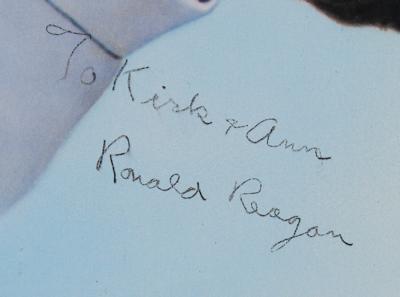 To Kirk & Ann
Ronald Reagan